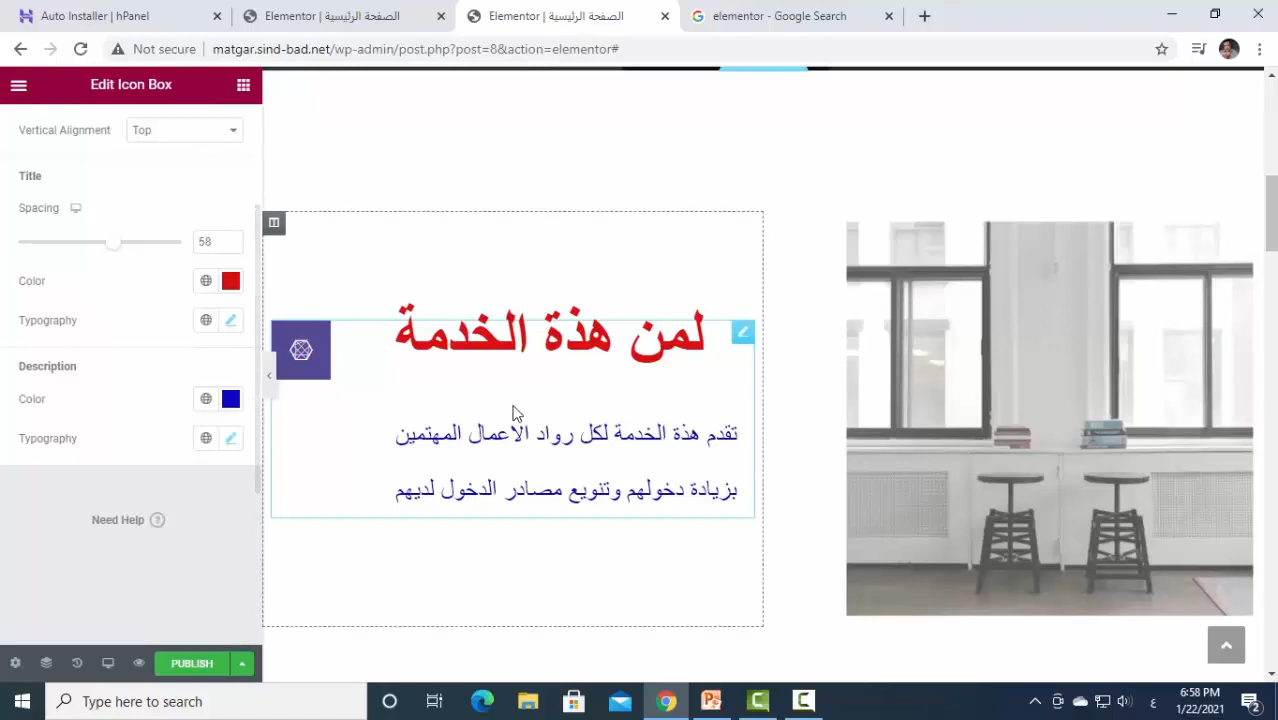 Auto Installer | hPanel
Elementor | الصفحة الرئيسية
Elementor | الصفحة الرئيسية
elementor - Google Search
Not secure
matgar.sind-bad.net/wp-admin/post.php?post=8&action=elementor#
Edit Icon Box
Vertical Alignment
Top
Title
Spacing
58
Color
Typography
Description
Color
Typography
Need Help
PUBLISH
لمن هذة الخدمة
تقدم هذة الخدمة لكل رواد الاعمال المهتمين
بزيادة دخولهم وتنويع مصادر الدخول لديهم
Type here to search
ع
6:58 PM
1/22/2021
2